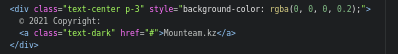 <div class="text-center p-3" style="background-color: rgba(0, 0, 0, 0.2);">
© 2021 Copyright:
<a class="text-dark" href="#">Mounteam.kz</a>
</div>